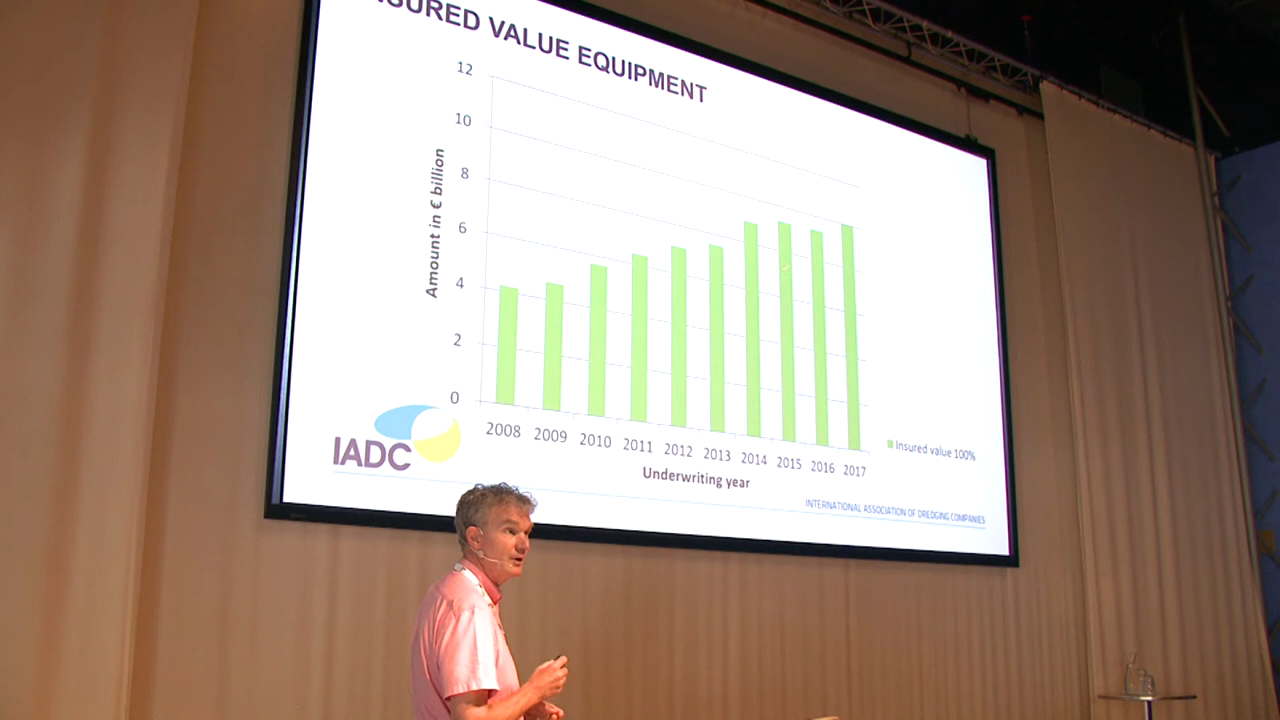 SURED VALUE EQUIPMENT
12
10
8
6
4
2
0
Amount in € billion
2008 2009 2010 2011 2012 2013 2014 2015 2016 2017
Underwriting year
Insured value 100%
IADC
INTERNATIONAL ASSOCIATION OF DREDGING COMPANIES